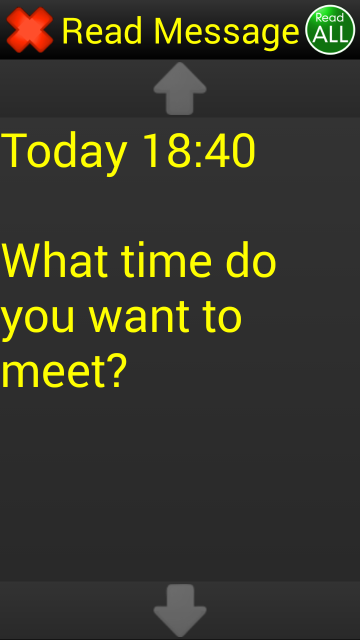 Read Message
Read
ALL
Today 18:40
What time do
you want to
meet?